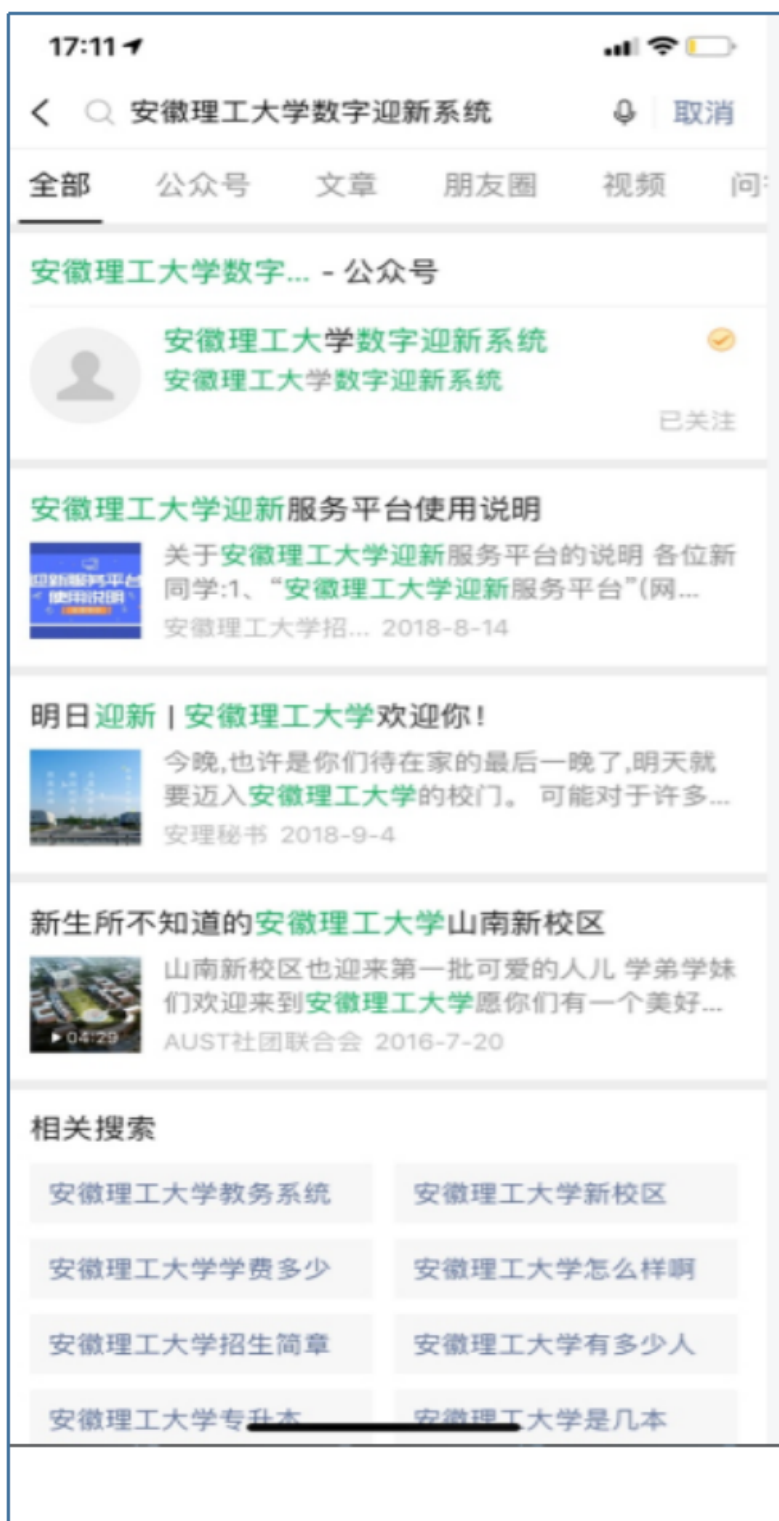 17:11
安徽理工大学数字迎新系统 取消
全部 公众号 文章 朋友圈 视频 问
安徽理工大学数字... - 公众号
安徽理工大学数字迎新系统
安徽理工大学数字迎新系统
已关注
安徽理工大学迎新服务平台使用说明
迎新服务平台
使用说明
关于安徽理工大学迎新服务平台的说明 各位新
同学:1、“安徽理工大学迎新服务平台”(网...
安徽理工大学招... 2018-8-14
明日迎新 | 安徽理工大学欢迎你!
今晚,也许是你们待在家的最后一晚了,明天就
要迈入安徽理工大学的校门。 可能对于许多...
安理秘书 2018-9-4
新生所不知道的安徽理工大学山南新校区
山南新校区也迎来第一批可爱的人儿 学弟学妹
们欢迎来到安徽理工大学愿你们有一个美好...
04:29
AUST社团联合会 2016-7-20
相关搜索
安徽理工大学教务系统 安徽理工大学新校区
安徽理工大学学费多少 安徽理工大学怎么样啊
安徽理工大学招生简章 安徽理工大学有多少人
安徽理工大学专升本 安徽理工大学是几本